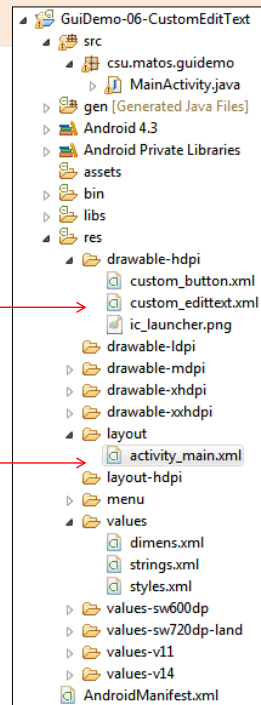 GuiDemo-06-CustomEditText
src
csu.matos.guidemo
MainActivity.java
gen [Generated Java Files]
Android 4.3
Android Private Libraries
assets
bin
libs
res
drawable-hdpi
custom_button.xml
custom_edittext.xml
ic_launcher.png
drawable-ldpi
drawable-mdpi
drawable-xhdpi
drawable-xxhdpi
layout
activity_main.xml
layout-hdpi
menu
values
dimens.xml
strings.xml
styles.xml
values-sw600dp
values-sw720dp-land
values-v11
values-v14
AndroidManifest.xml